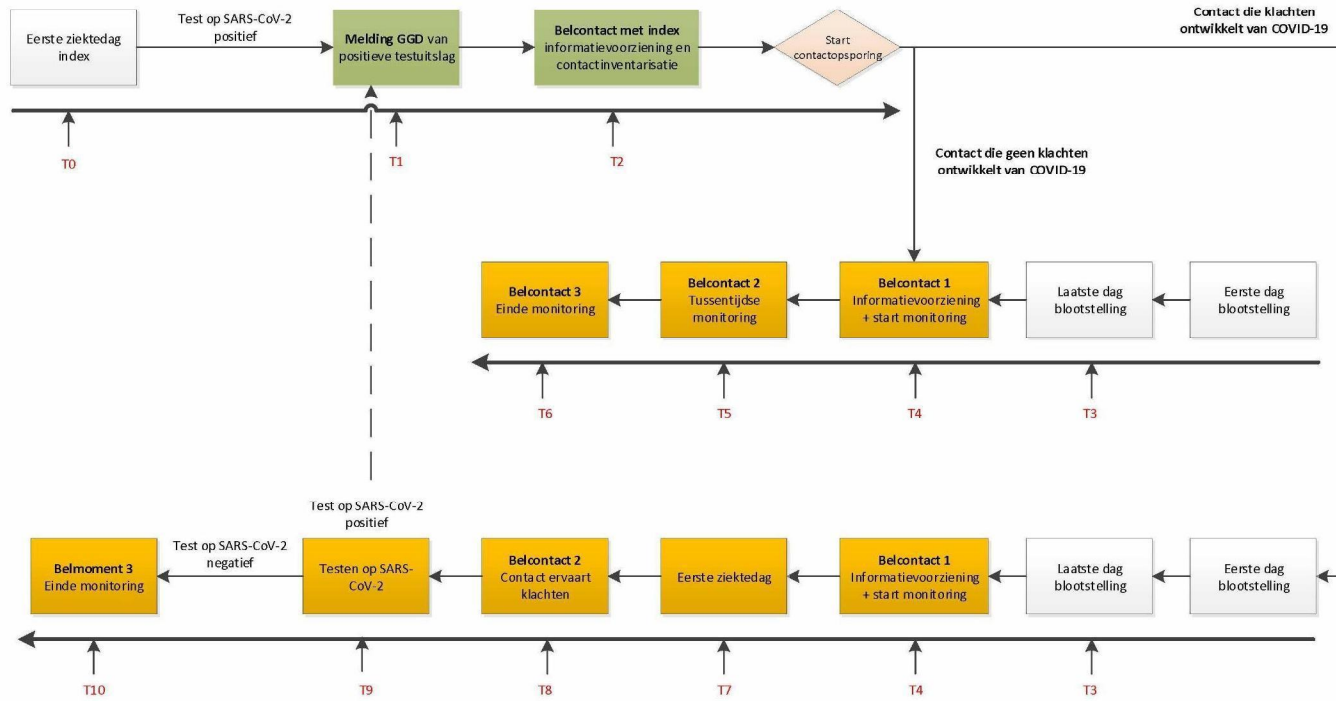 Eerste ziektedag
index
Test op SARS-CoV-2
positief
Melding GGD van
positieve testuitslag
Belcontact met index
informatievoorziening en
contactinventarisatie
Start
contactopsporing
Contact die klachten
ontwikkelt van COVID-19
T0
T1
T2
Contact die geen klachten
ontwikkelt van COVID-19
Belcontact 3
Einde monitoring
Belcontact 2
Tussentijdse
monitoring
Belcontact 1
Informatievoorziening
+ start monitoring
Laatste dag
blootstelling
Eerste dag
blootstelling
T6
T5
T4
T3
Test op SARS-CoV-2
positief
Belmoment 3
Einde monitoring
Test op SARS-CoV-2
negatief
Testen op SARS-
CoV-2
Belcontact 2
Contact ervaart
klachten
Eerste ziektedag
Belcontact 1
Informatievoorziening
+ start monitoring
Laatste dag
blootstelling
Eerste dag
blootstelling
T10
T9
T8
T7
T4
T3